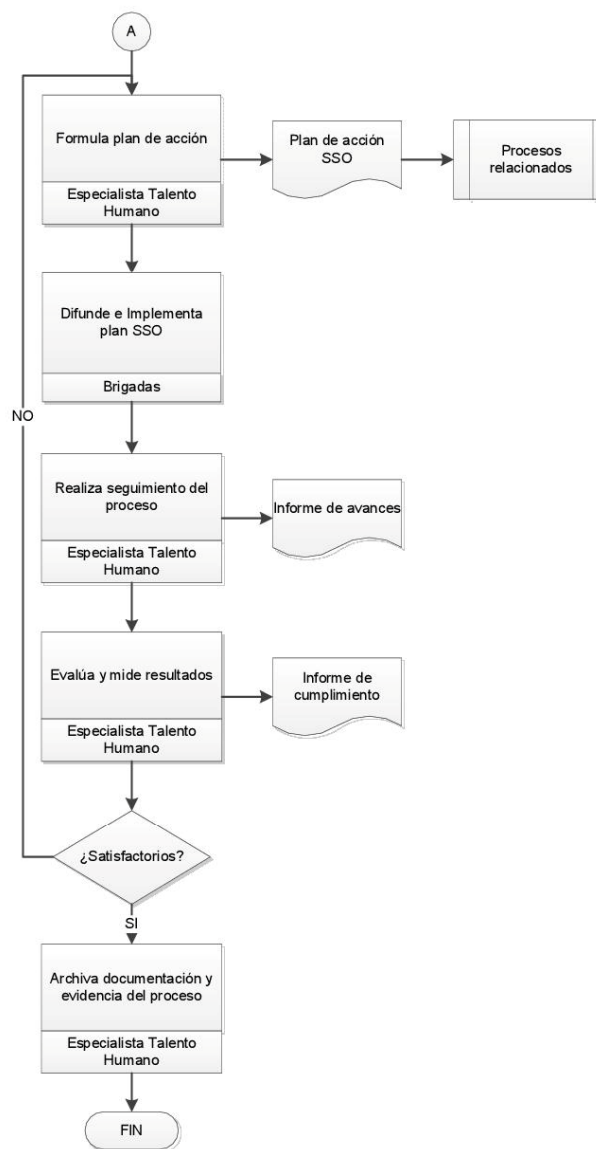 A
Formula plan de acción
Especialista Talento
Humano
Plan de acción
SSO
Procesos
relacionados
Difunde e Implementa
plan SSO
Brigadas
NO
Realiza seguimiento del
proceso
Especialista Talento
Humano
Informe de avances
Evalúa y mide resultados
Especialista Talento
Humano
Informe de
cumplimiento
¿Satisfactorios?
SI
Archiva documentación y
evidencia del proceso
Especialista Talento
Humano
FIN